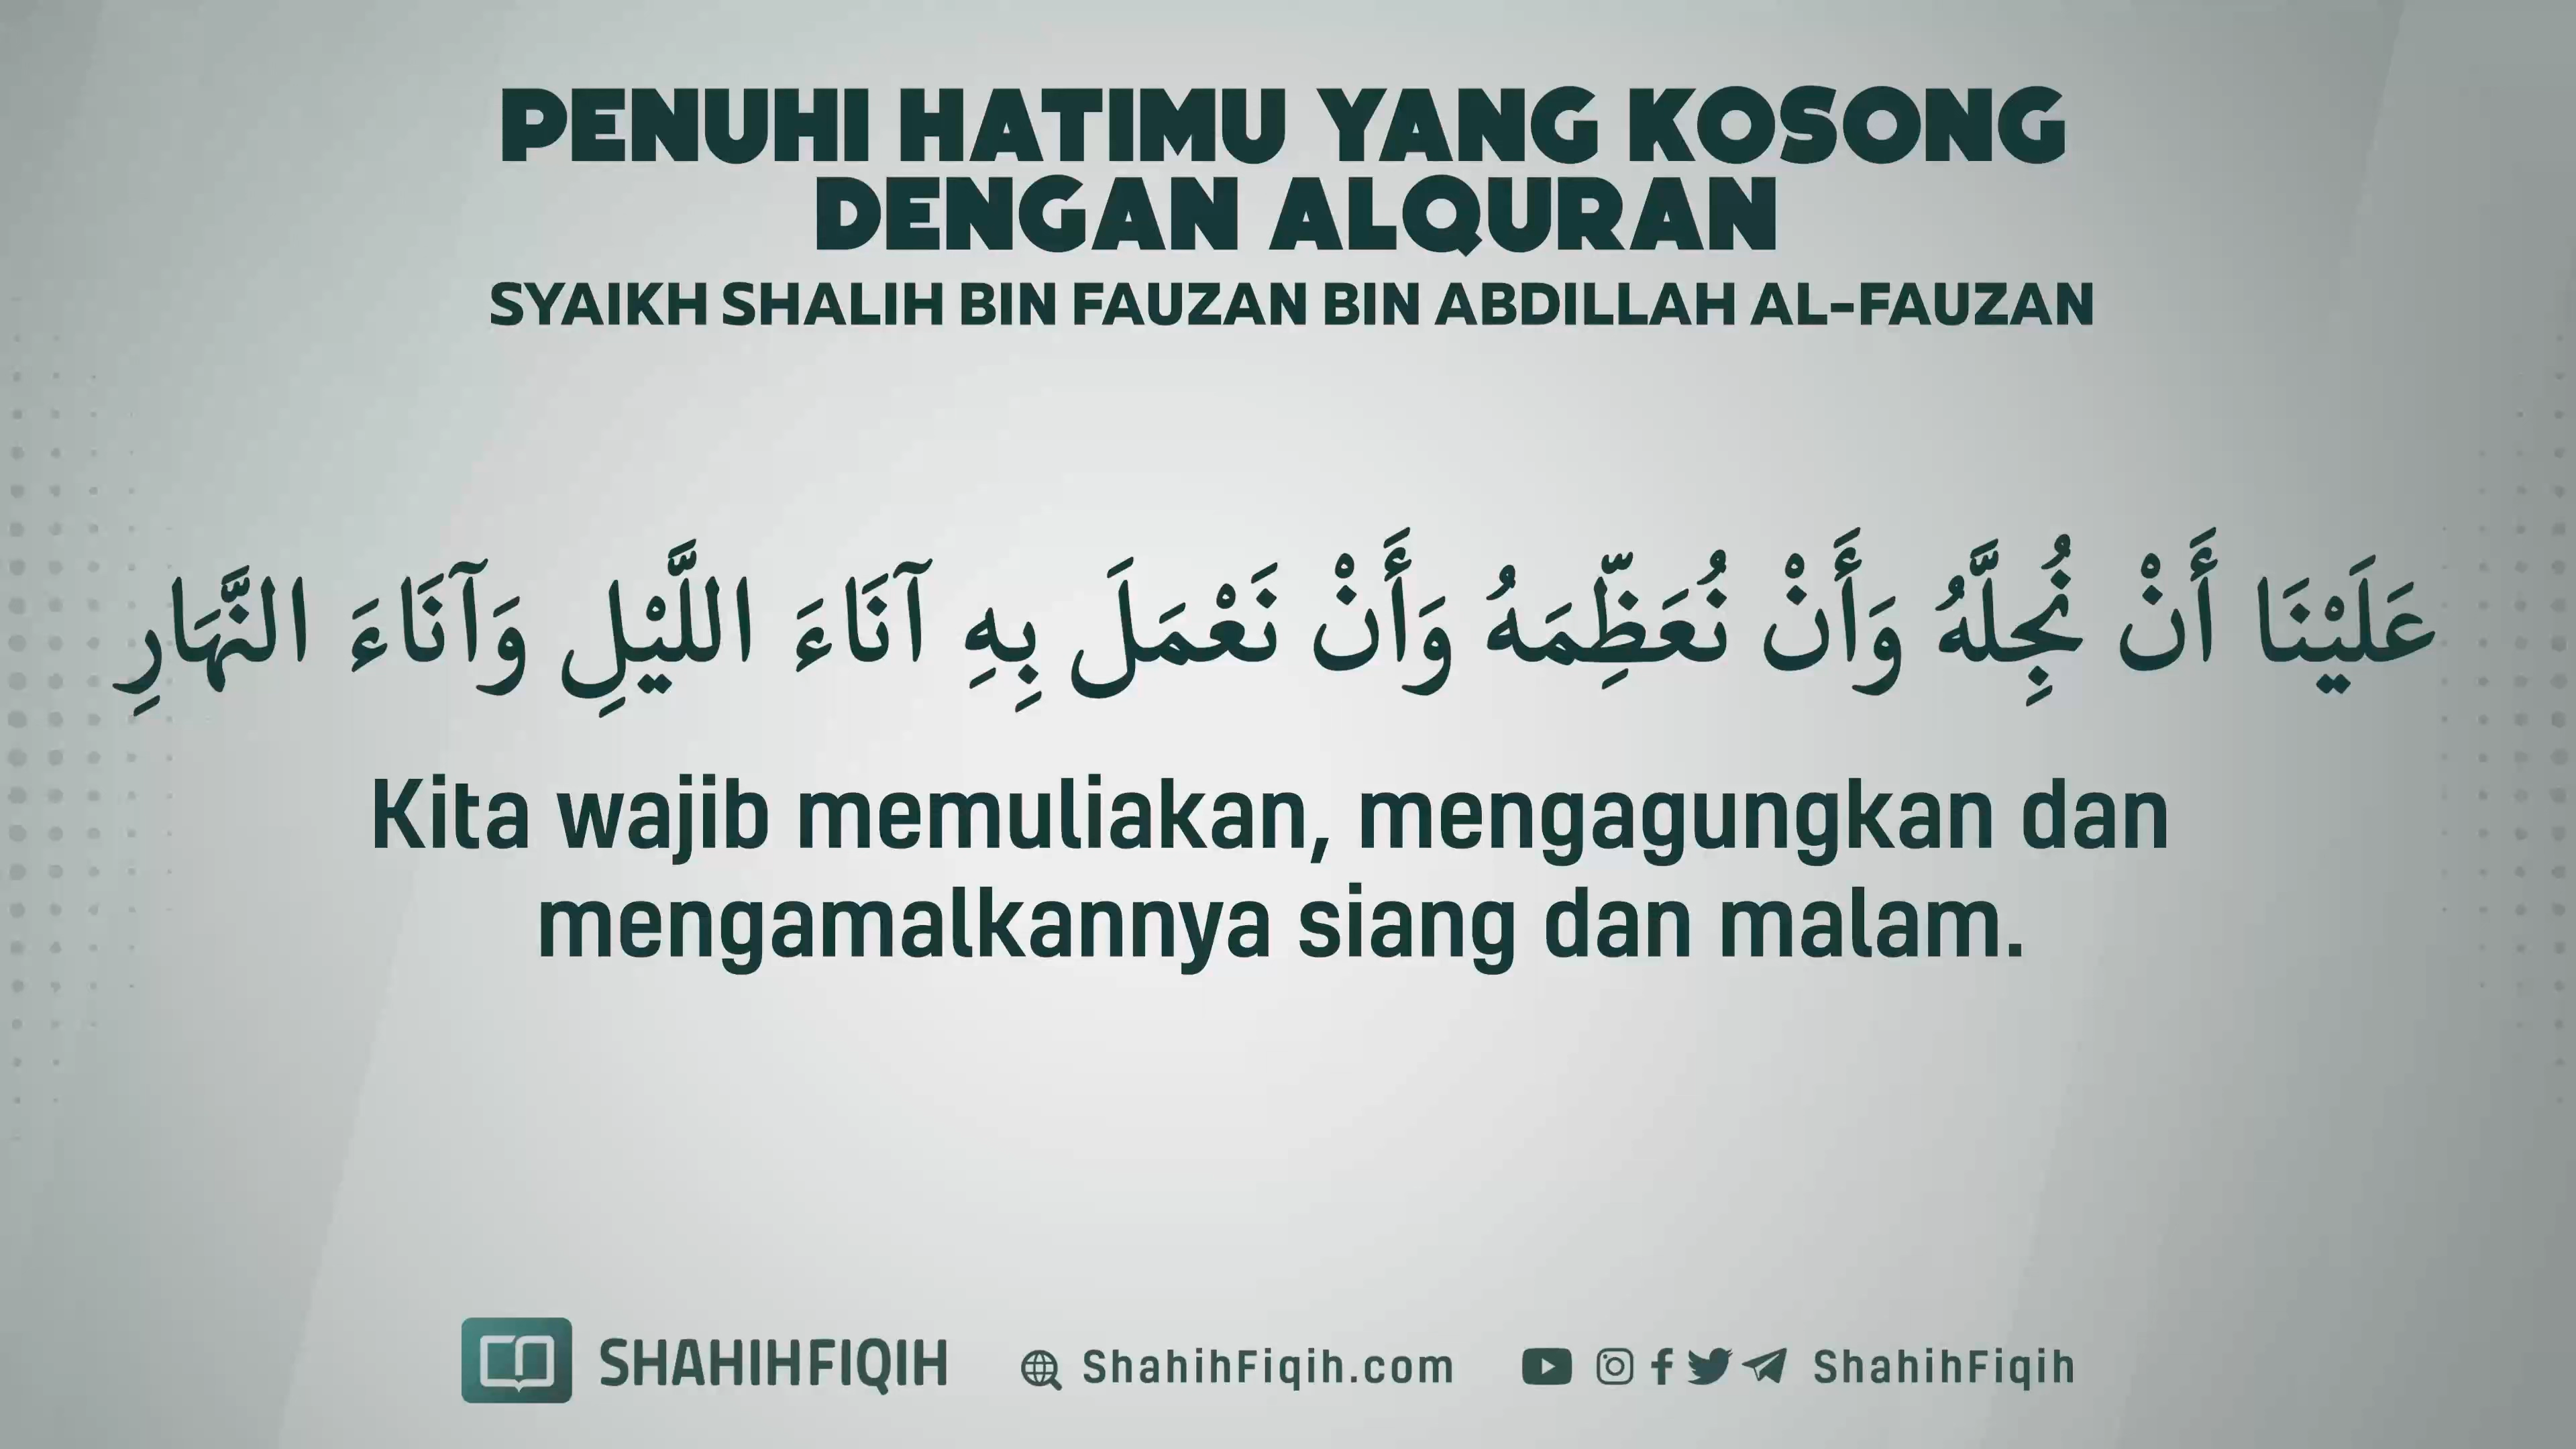 PENUHI HATIMU YANG KOSONG
DENGAN ALQURAN
SYAIKH SHALIH BIN FAUZAN BIN ABDILLAH AL-FAUZAN
عَلَيْنَا أَنْ نُجِلَّهُ وَأَنْ نُعَظِّمَهُ وَأَنْ نَعْمَلَ بِهِ آنَاءَ اللَّيْلِ وَآنَاءَ النَّهَارِ
Kita wajib memuliakan, mengagungkan dan
mengamalkannya siang dan malam.
SHAHIHFIQIH ShahihFiqih.com ShahihFiqih